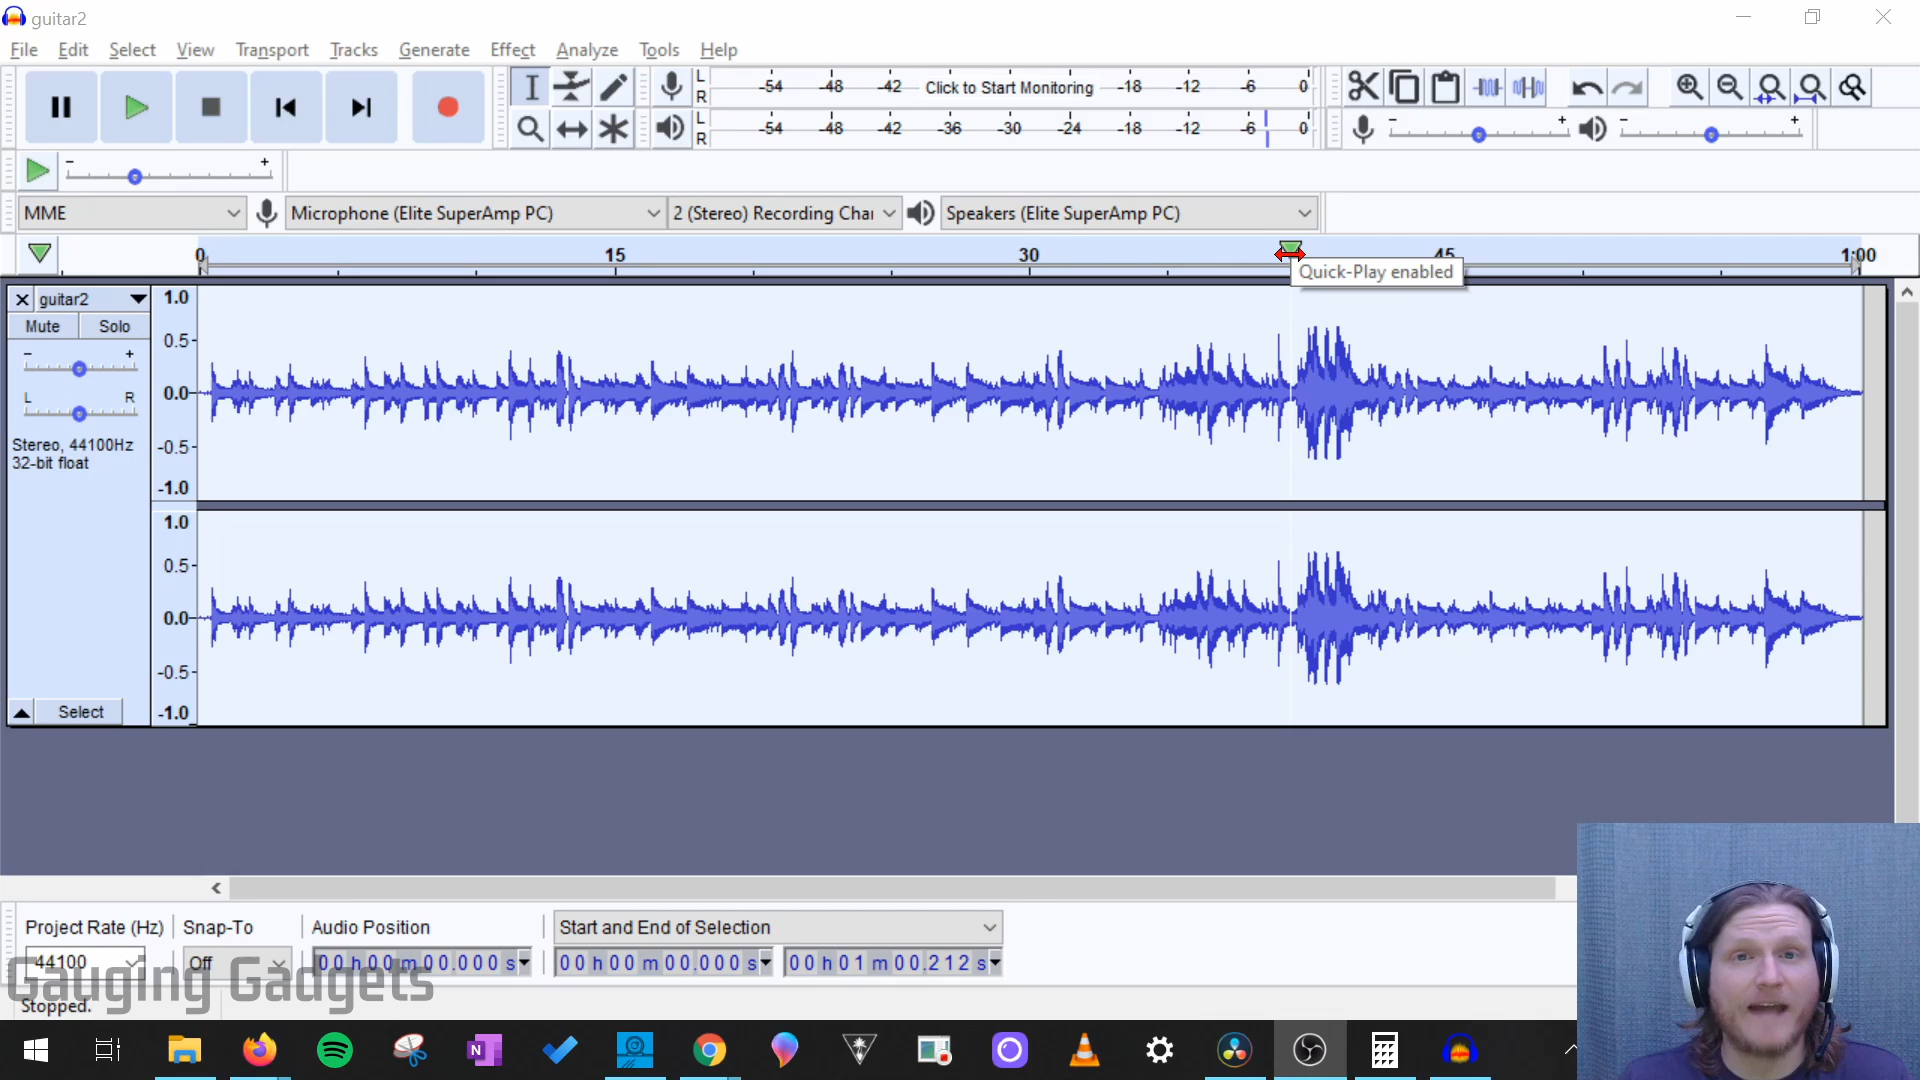 guitar2
File Edit Select View Transport Tracks Generate Effect Analyze Tools Help
L R -54 -48 -42 Click to Start Monitoring -18 -12 -6 0
- +
- +
L R -54 -48 -42 -36 -30 -24 -18 -12 -6 0
- +
MME Microphone (Elite SuperAmp PC) 2 (Stereo) Recording Chai Speakers (Elite SuperAmp PC)
0 15 30 45 1:00
Quick-Play enabled
guitar2
Mute Solo
- +
L R
Stereo, 44100Hz
32-bit float
Select
1.0
0.5
0.0
-0.5
-1.0
1.0
0.5
0.0
-0.5
-1.0
Project Rate (Hz) Snap-To Audio Position Start and End of Selection
44100 Off 00 h 00 m 00.000 s 00 h 00 m 00.000 s 00 h 01 m 00.212 s
Gauging Gadgets
Stopped.